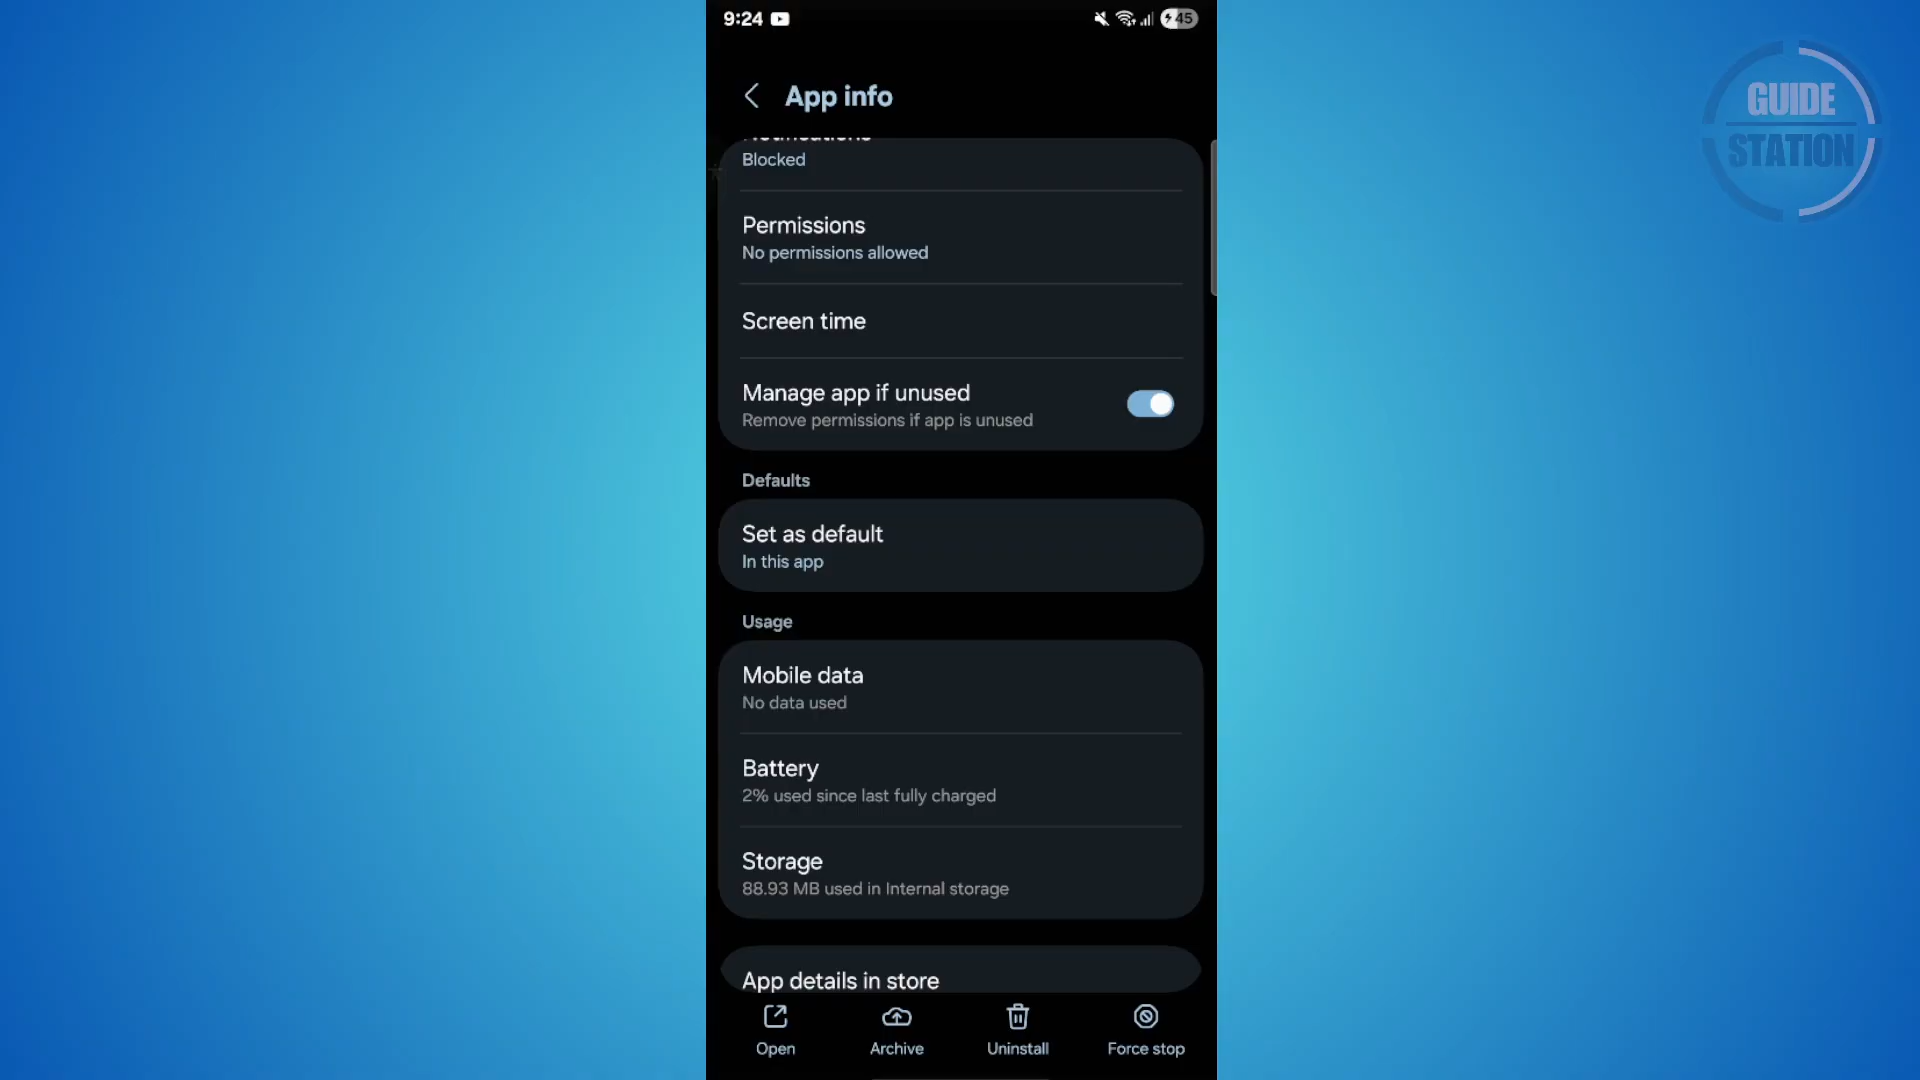 9:24
45
GUIDE
STATION
App info
Notifications
Blocked
Permissions
No permissions allowed
Screen time
Manage app if unused
Remove permissions if app is unused
Defaults
Set as default
In this app
Usage
Mobile data
No data used
Battery
2% used since last fully charged
Storage
88.93 MB used in Internal storage
App details in store
Open
Archive
Uninstall
Force stop